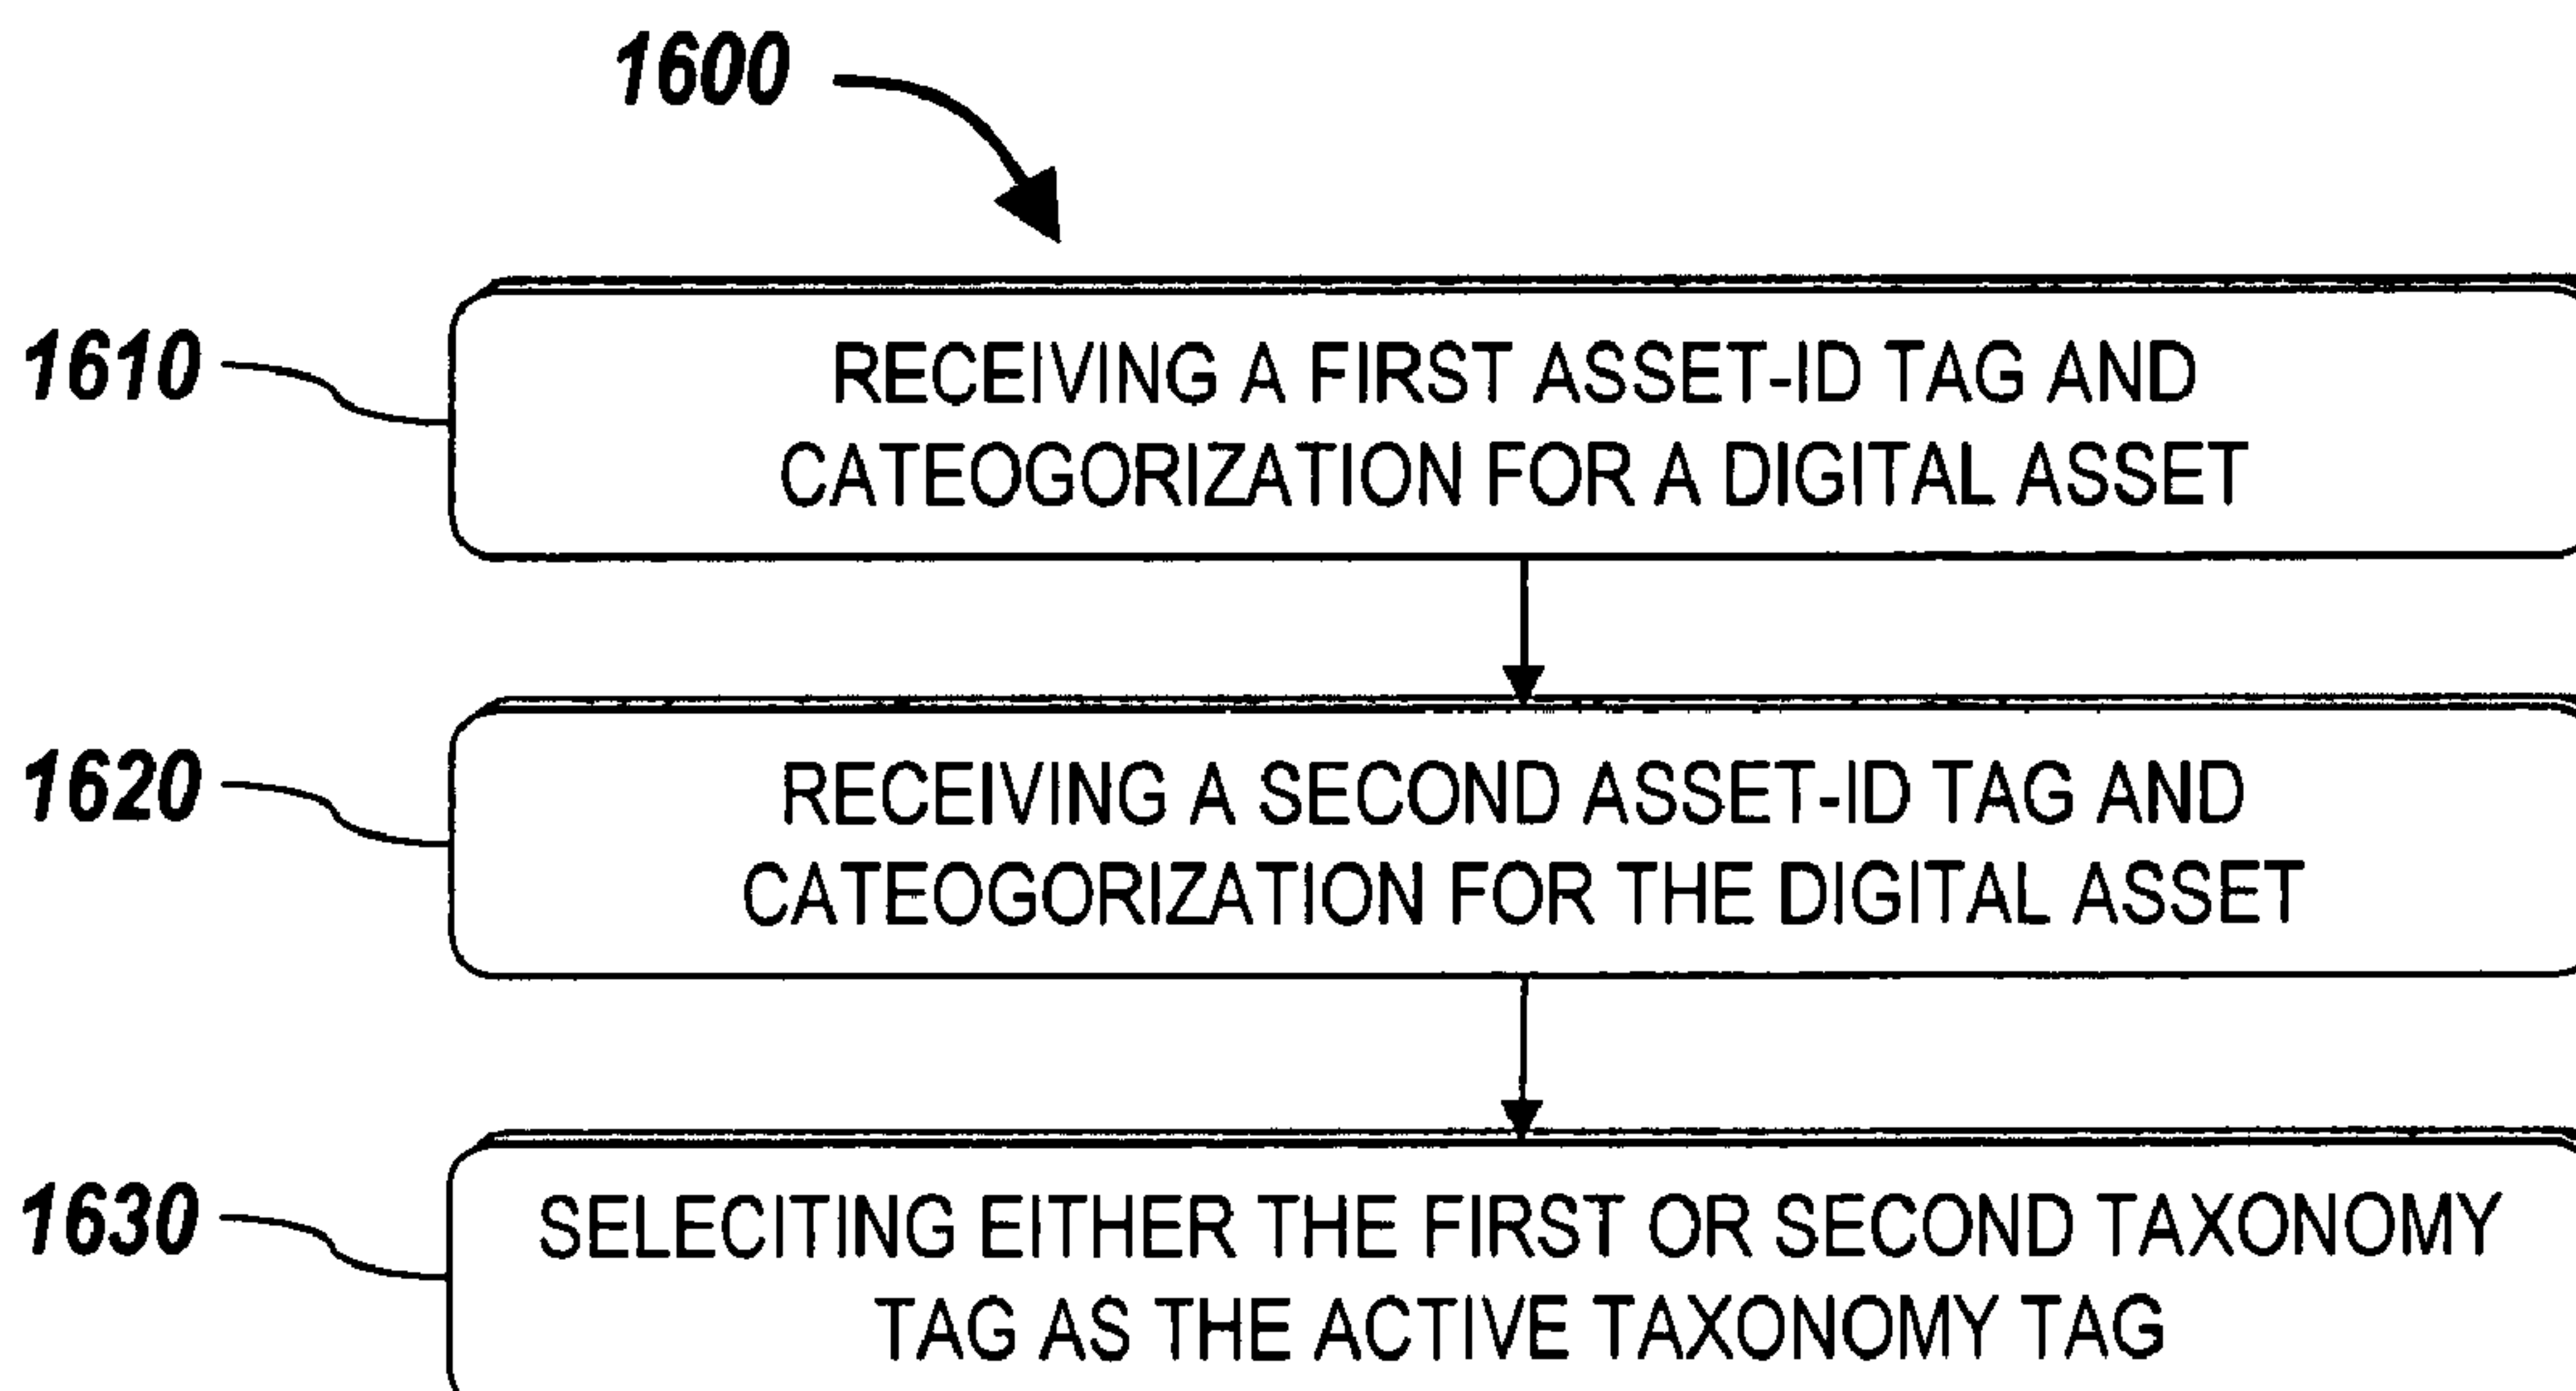 1600
1610
RECEIVING A FIRST ASSET-ID TAG AND
CATEOGORIZATION FOR A DIGITAL ASSET
1620
RECEIVING A SECOND ASSET-ID TAG AND
CATEOGORIZATION FOR THE DIGITAL ASSET
1630
SELECITING EITHER THE FIRST OR SECOND TAXONOMY
TAG AS THE ACTIVE TAXONOMY TAG